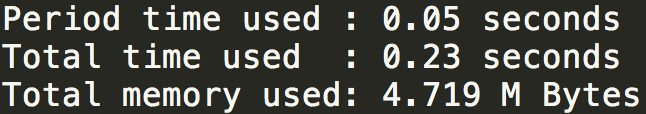 Period time used : 0.05 seconds
Total time used  : 0.23 seconds
Total memory used: 4.719 M Bytes